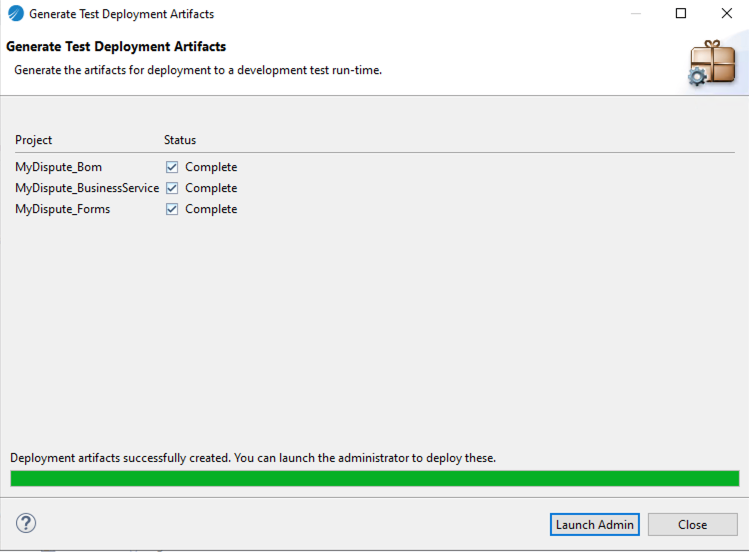 Generate Test Deployment Artifacts
Generate Test Deployment Artifacts
Generate the artifacts for deployment to a development test run-time.
Project Status
MyDispute_Bom Complete
MyDispute_BusinessService Complete
MyDispute_Forms Complete
Deployment artifacts successfully created. You can launch the administrator to deploy these.
? Launch Admin Close